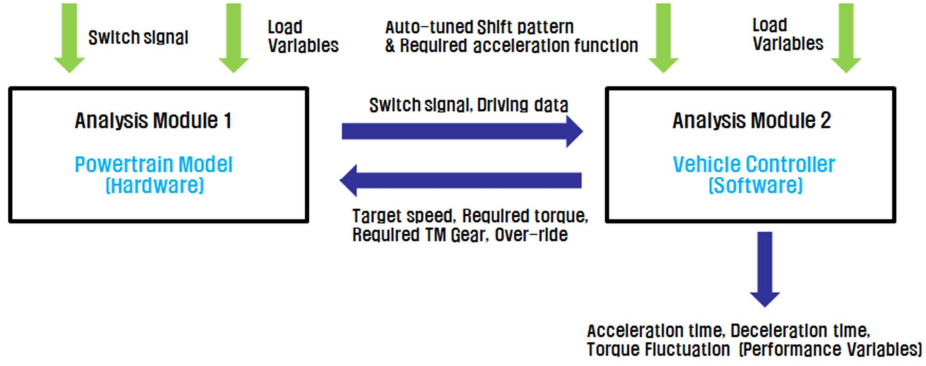 Switch signal
Load
Variables
Auto-tuned Shift pattern
& Required acceleration function
Load
Variables
Analysis Module 1
Powertrain Model
(Hardware)
Switch signal, Driving data
Target speed, Required torque,
Required TM Gear, Over-ride
Analysis Module 2
Vehicle Controller
(Software)
Acceleration time, Deceleration time,
Torque Fluctuation (Performance Variables)